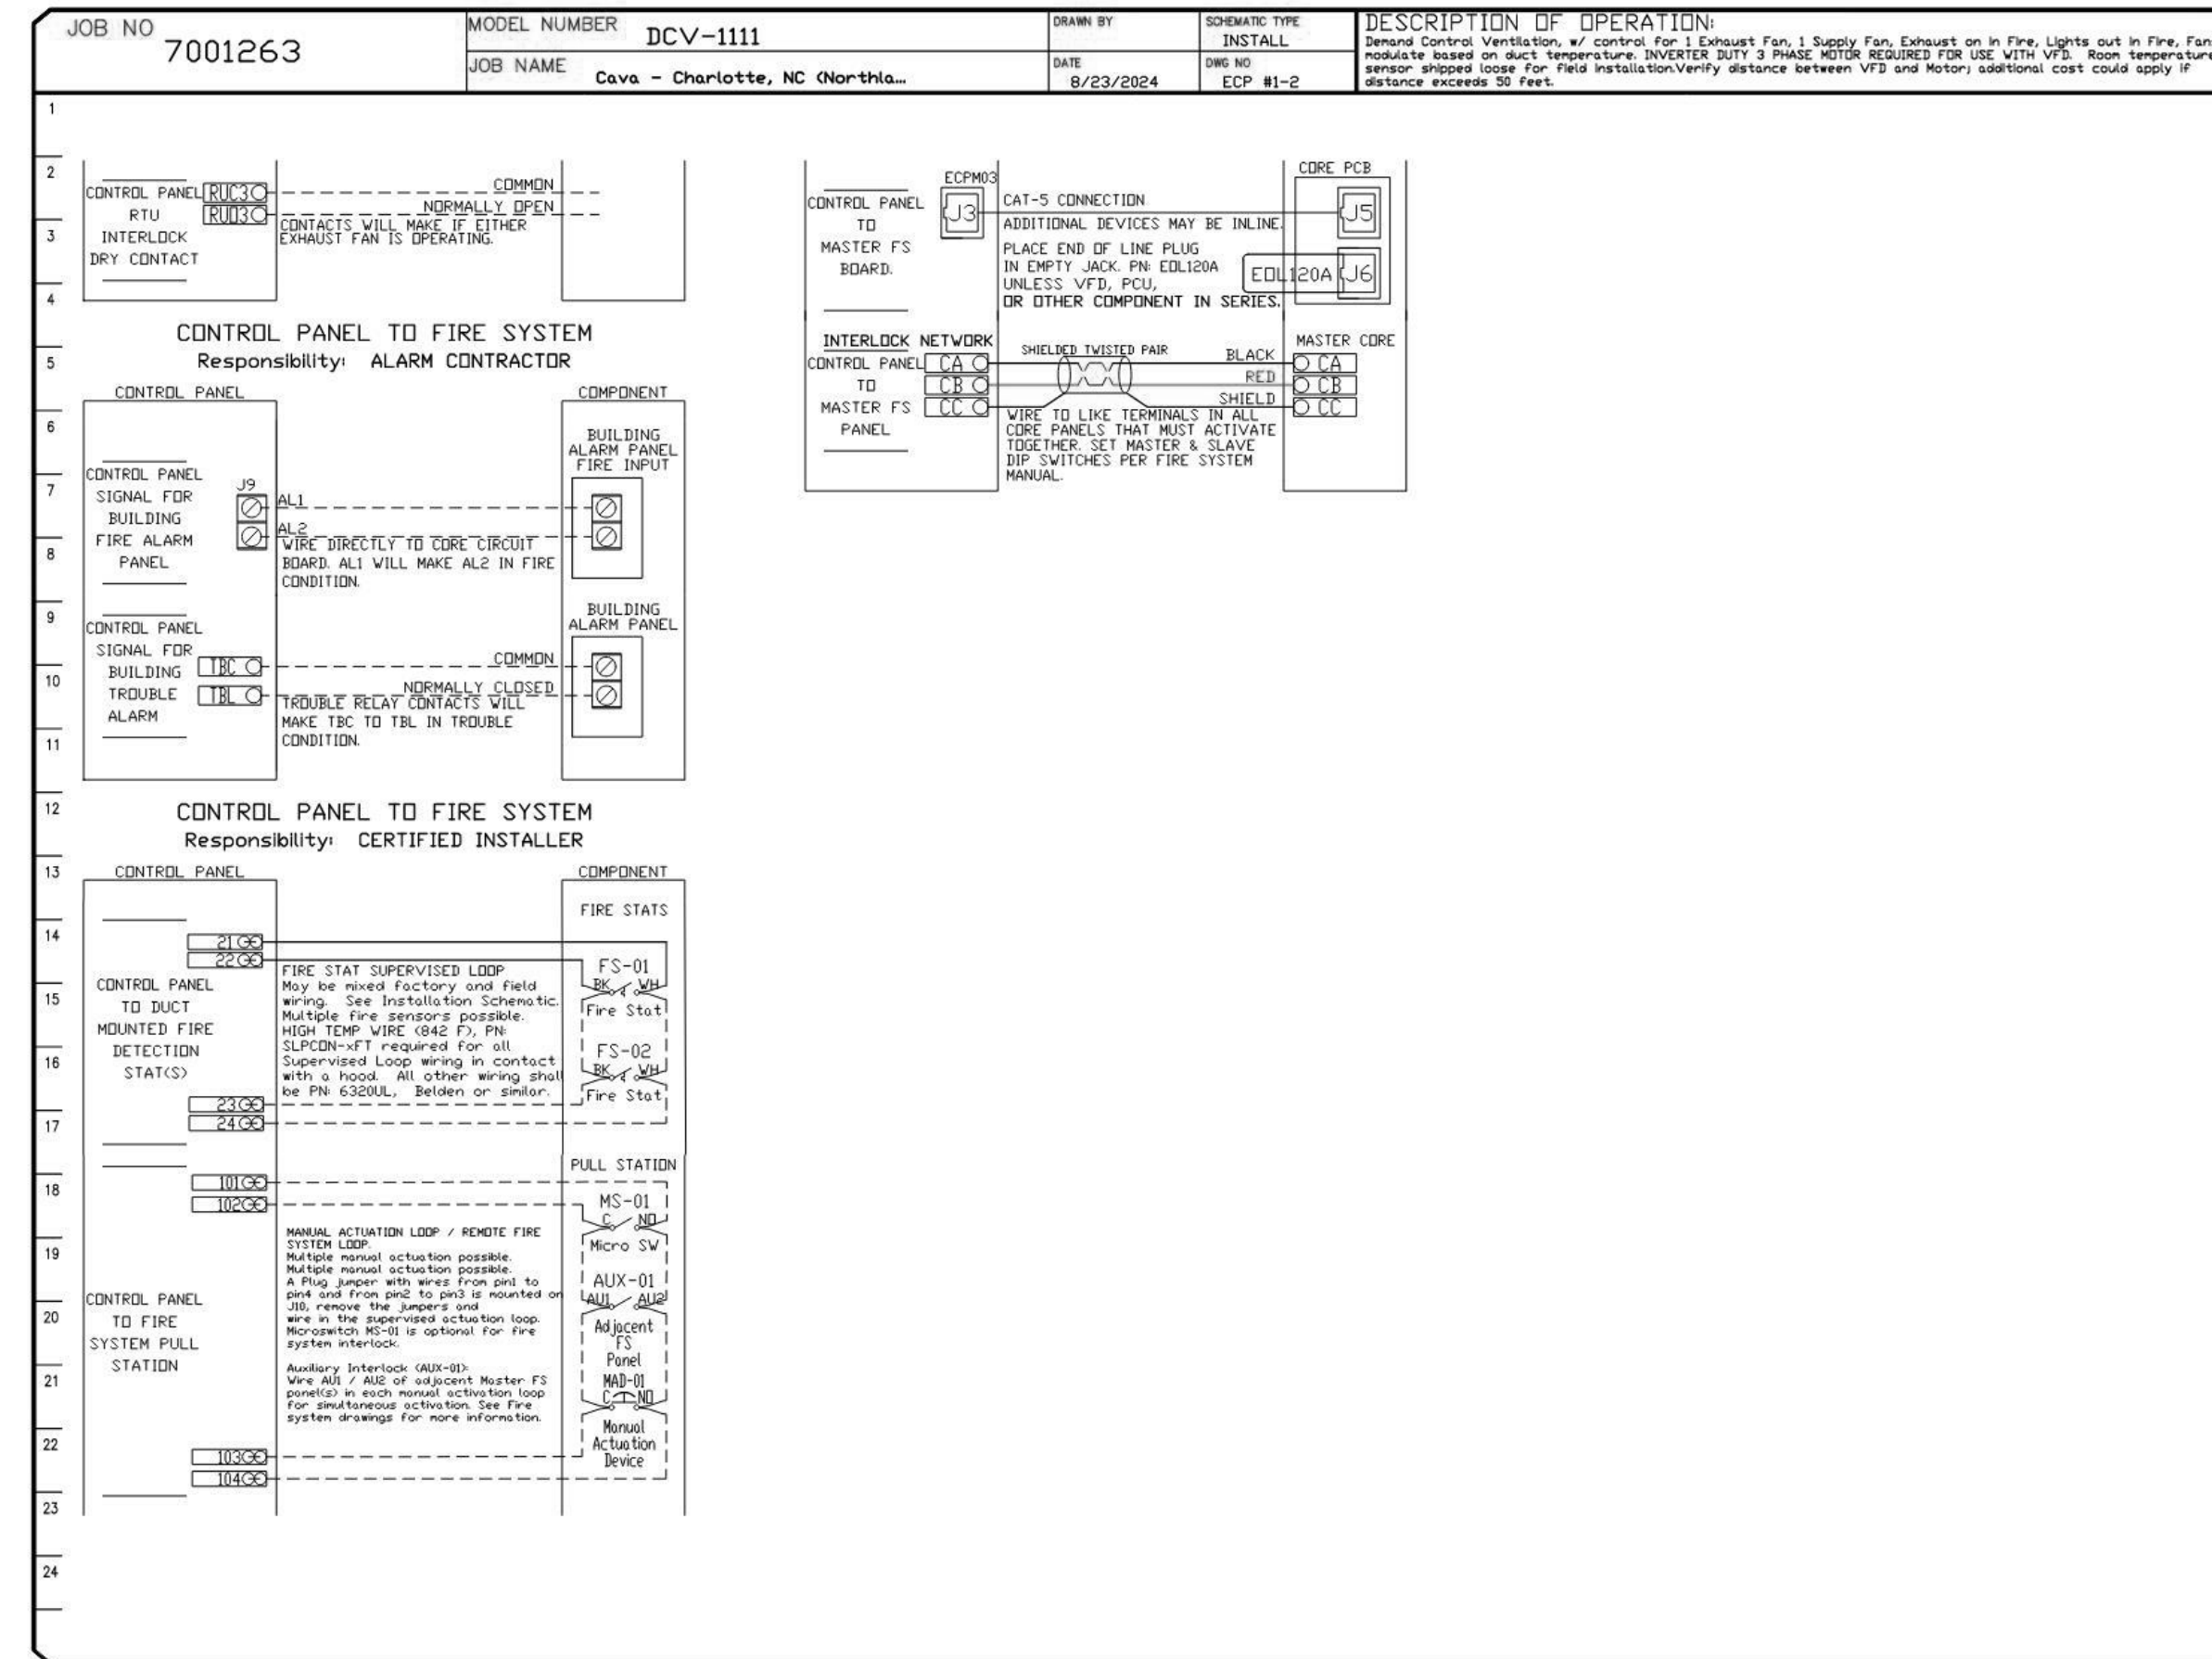 JOB NO
7001263
MODEL NUMBER
DCV-1111
JOB NAME
Cava - Charlotte, NC (Northla...
DRAWN BY
DATE
8/23/2024
SCHEMATIC TYPE
INSTALL
DWG NO
ECP #1-2
DESCRIPTION OF OPERATION:
Demand Control Ventilation, w/ control for 1 Exhaust Fan, 1 Supply Fan, Exhaust on in Fire, Lights out in Fire, Fan
modulate based on duct temperature. INVERTER DUTY 3 PHASE MOTOR REQUIRED FOR USE WITH VFD. Room temperature
sensor shipped loose for field installation.Verify distance between VFD and Motor; additional cost could apply if
distance exceeds 50 feet.
1
2
3
4
5
6
7
8
9
10
11
12
13
14
15
16
17
18
19
20
21
22
23
24
CONTROL PANEL
RTU
INTERLOCK
DRY CONTACT
RUC3
RUO3
COMMON
NORMALLY OPEN
CONTACTS WILL MAKE IF EITHER
EXHAUST FAN IS OPERATING.
CONTROL PANEL TO FIRE SYSTEM
Responsibility: ALARM CONTRACTOR
CONTROL PANEL
COMPONENT
CONTROL PANEL
SIGNAL FOR
BUILDING
FIRE ALARM
PANEL
J9
AL1
AL2
WIRE DIRECTLY TO CORE CIRCUIT
BOARD. AL1 WILL MAKE AL2 IN FIRE
CONDITION.
BUILDING
ALARM PANEL
FIRE INPUT
CONTROL PANEL
SIGNAL FOR
BUILDING
TROUBLE
ALARM
TBC
TBL
COMMON
NORMALLY CLOSED
TROUBLE RELAY CONTACTS WILL
MAKE TBC TO TBL IN TROUBLE
CONDITION.
BUILDING
ALARM PANEL
CONTROL PANEL TO FIRE SYSTEM
Responsibility: CERTIFIED INSTALLER
CONTROL PANEL
COMPONENT
CONTROL PANEL
TO DUCT
MOUNTED FIRE
DETECTION
STAT(S)
21
22
23
24
FIRE STAT SUPERVISED LOOP
May be mixed factory and field
wiring. See Installation Schematic.
Multiple fire sensors possible.
HIGH TEMP WIRE (842 F), PN:
SLPCON-xFT required for all
Supervised Loop wiring in contact
with a hood. All other wiring shall
be PN: 6320UL, Belden or similar.
FIRE STATS
FS-01
BK WH
Fire Stat
FS-02
BK WH
Fire Stat
CONTROL PANEL
TO FIRE
SYSTEM PULL
STATION
101
102
103
104
MANUAL ACTUATION LOOP / REMOTE FIRE
SYSTEM LOOP.
Multiple manual actuation possible.
Multiple manual actuation possible.
A Plug jumper with wires from pin1 to
pin4 and from pin2 to pin3 is mounted on
J10, remove the jumpers and
wire in the supervised actuation loop.
Microswitch MS-01 is optional for fire
system interlock.
Auxiliary Interlock (AUX-01):
Wire AU1 / AU2 of adjacent Master FS
panel(s) in each manual activation loop
for simultaneous activation. See Fire
system drawings for more information.
PULL STATION
MS-01
C NO
Micro SW
AUX-01
AU1 AU2
Adjacent
FS
Panel
MAD-01
C NO
Manual
Actuation
Device
CONTROL PANEL
TO
MASTER FS
BOARD.
ECPM03
J3
CAT-5 CONNECTION
ADDITIONAL DEVICES MAY BE INLINE.
PLACE END OF LINE PLUG
IN EMPTY JACK. PN: EOL120A
UNLESS VFD, PCU,
OR OTHER COMPONENT IN SERIES.
CORE PCB
J5
EOL120A
J6
INTERLOCK NETWORK
CONTROL PANEL
TO
MASTER FS
PANEL
CA
CB
CC
SHIELDED TWISTED PAIR
BLACK
RED
SHIELD
WIRE TO LIKE TERMINALS IN ALL
CORE PANELS THAT MUST ACTIVATE
TOGETHER. SET MASTER & SLAVE
DIP SWITCHES PER FIRE SYSTEM
MANUAL.
MASTER CORE
CA
CB
CC